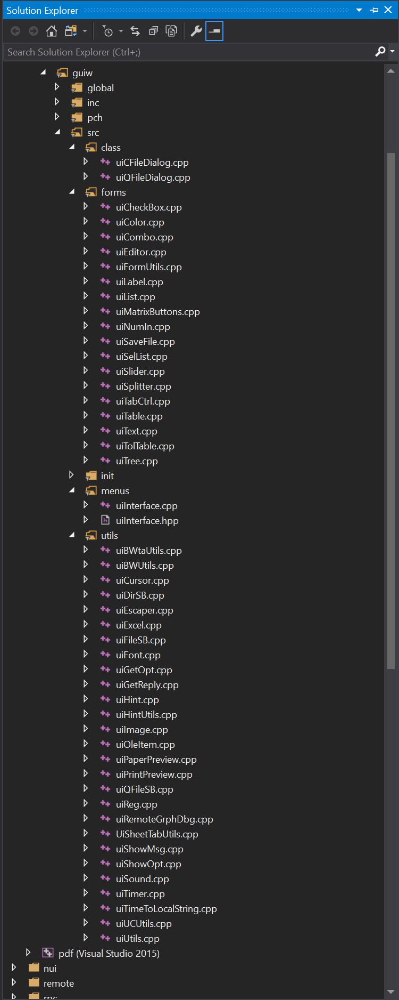 Solution Explorer
Search Solution Explorer (Ctrl+;)
guiw
global
inc
pch
src
class
uiCFileDialog.cpp
uiQFileDialog.cpp
forms
uiCheckBox.cpp
uiColor.cpp
uiCombo.cpp
uiEditor.cpp
uiFormUtils.cpp
uiLabel.cpp
uiList.cpp
uiMatrixButtons.cpp
uiNumIn.cpp
uiSaveFile.cpp
uiSelList.cpp
uiSlider.cpp
uiSplitter.cpp
uiTabCtrl.cpp
uiTable.cpp
uiText.cpp
uiTolTable.cpp
uiTree.cpp
init
menus
uiInterface.cpp
uiInterface.hpp
utils
uiBWtaUtils.cpp
uiBWUtils.cpp
uiCursor.cpp
uiDirSB.cpp
uiEscaper.cpp
uiExcel.cpp
uiFileSB.cpp
uiFont.cpp
uiGetOpt.cpp
uiGetReply.cpp
uiHint.cpp
uiHintUtils.cpp
uiImage.cpp
uiOleItem.cpp
uiPaperPreview.cpp
uiPrintPreview.cpp
uiQFileSB.cpp
uiReg.cpp
uiRemoteGrphDbg.cpp
UiSheetTabUtils.cpp
uiShowMsg.cpp
uiShowOpt.cpp
uiSound.cpp
uiTimer.cpp
uiTimeToLocalString.cpp
uiUCUtils.cpp
uiUtils.cpp
pdf (Visual Studio 2015)
nui
remote
rpc